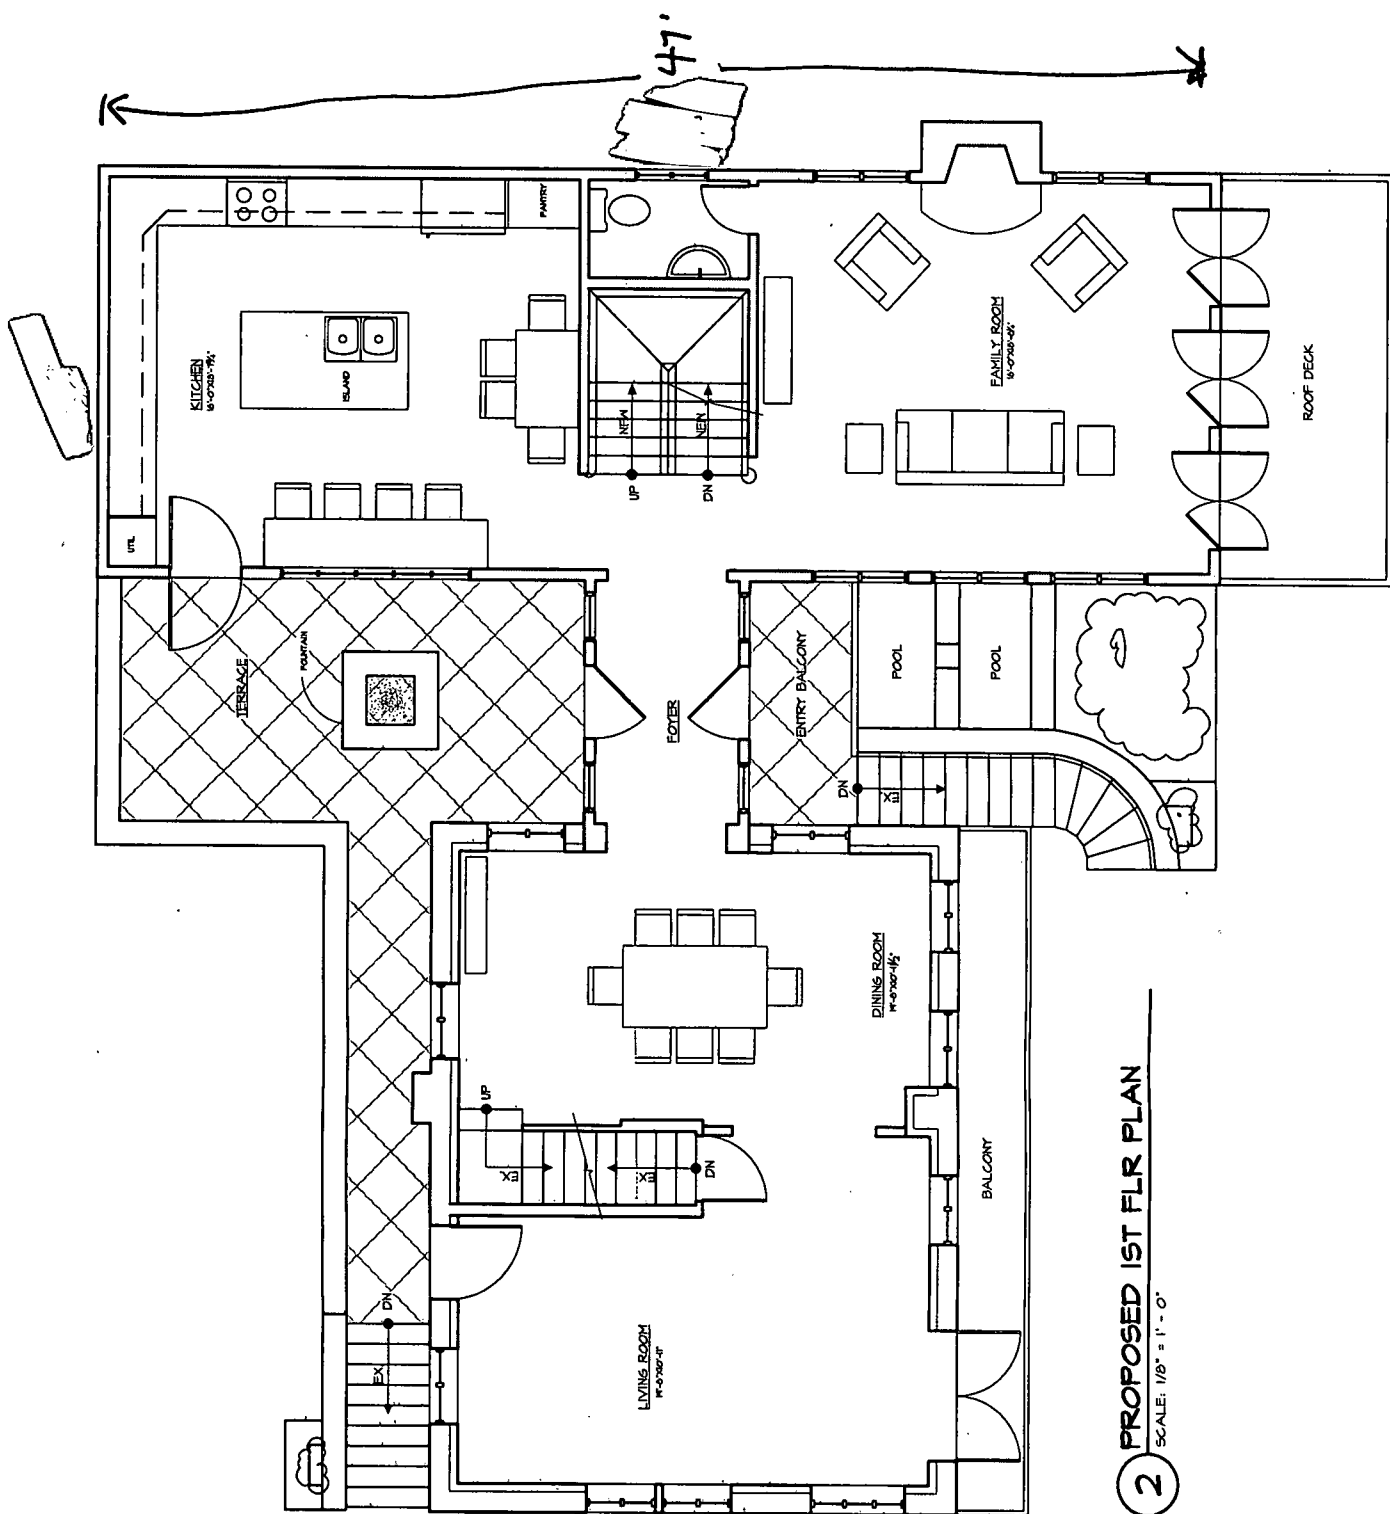 47'
PANTRY
KITCHEN
ISLAND
UTIL
UP
NEW
DN
NEW
FAMILY ROOM
ROOF DECK
TERRACE
FOUNTAIN
FOYER
ENTRY BALCONY
POOL
POOL
DN
EX
DINING ROOM
UP
EX
EX
DN
BALCONY
DN
EX
LIVING ROOM
2
PROPOSED 1ST FLR PLAN
SCALE: 1/8" = 1' - 0"